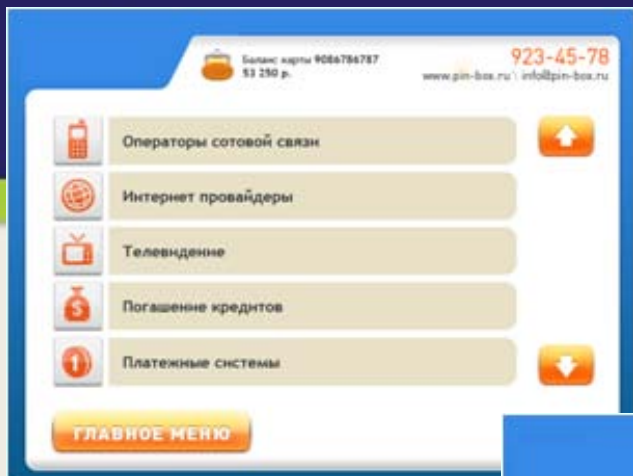 Баланс карты 9086786787
53 250 р.
923-45-78
www.pin-box.ru \ info@pin-box.ru
Операторы сотовой связи
Интернет провайдеры
Телевидение
Погашение кредитов
Платежные системы
ГЛАВНОЕ МЕНЮ